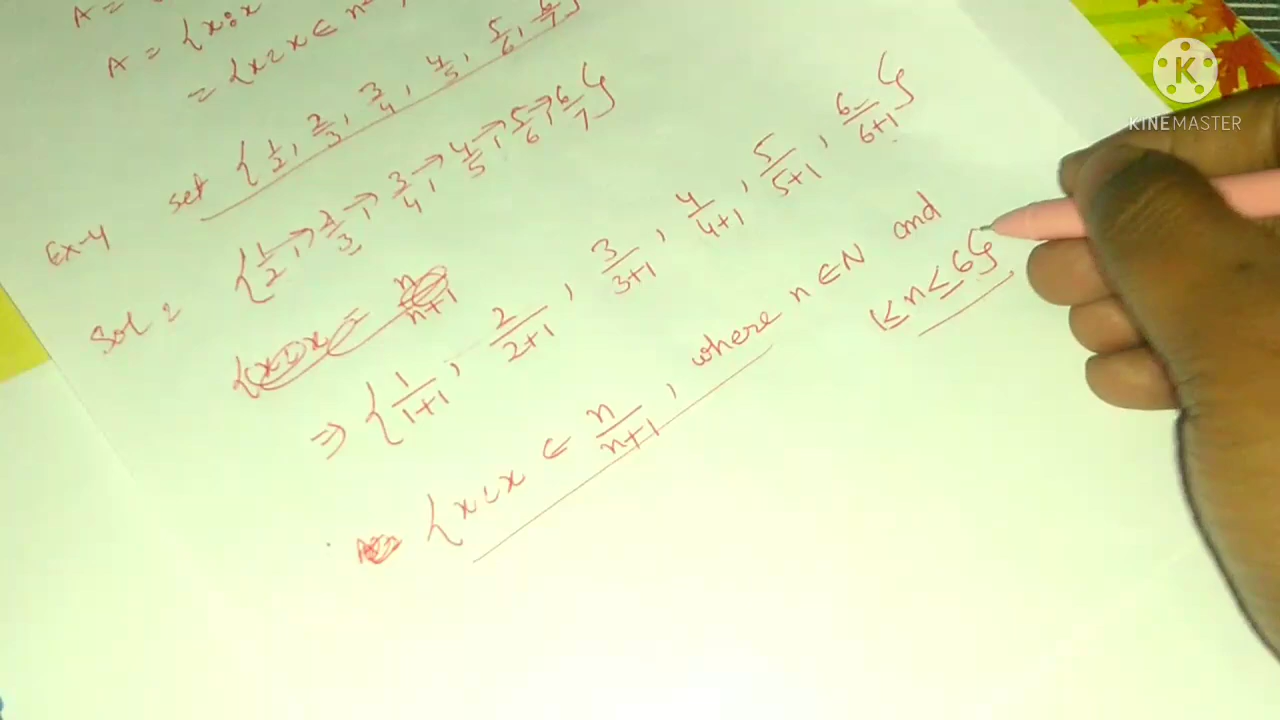 A =
A = {x:x
= {x:x ∈ n
Ex-4 set {1/2, 2/3, 3/4, 4/5, 5/6, 6/7}
Sol: {1/2, 2/3, 3/4, 4/5, 5/6, 6/7}
{x:x = n/n+1
⇒ {1/1+1, 2/2+1, 3/3+1, 4/4+1, 5/5+1, 6/6+1}
{x:x ∈ n/n+1, where n ∈ N and
1≤ n ≤ 6}
K
KINEMASTER